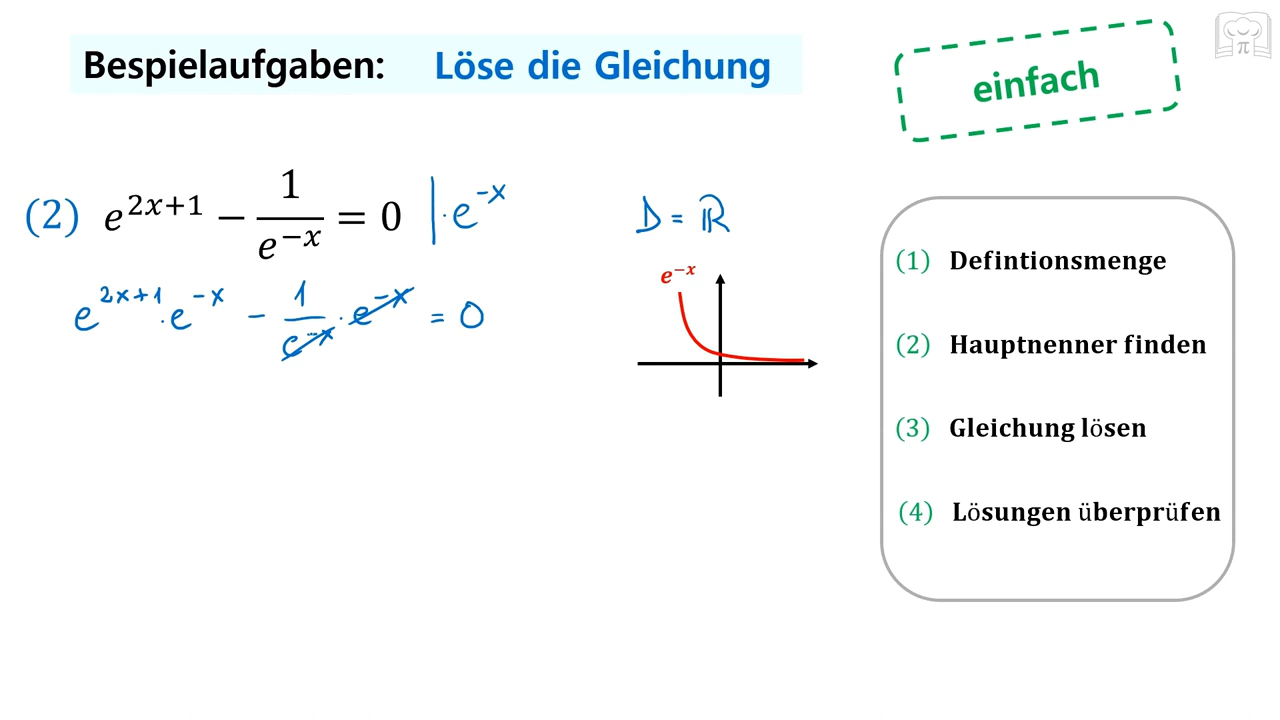 Bespielaufgaben: Löse die Gleichung
einfach
(2) e^{2x+1} − 1/e^{−x} = 0 | · e^{−x}
D = ℝ
e^{2x+1} · e^{−x} − 1/e^{−x} · e^{−x} = 0
e^{−x}
(1) Defintionsmenge
(2) Hauptnenner finden
(3) Gleichung lösen
(4) Lösungen überprüfen
π